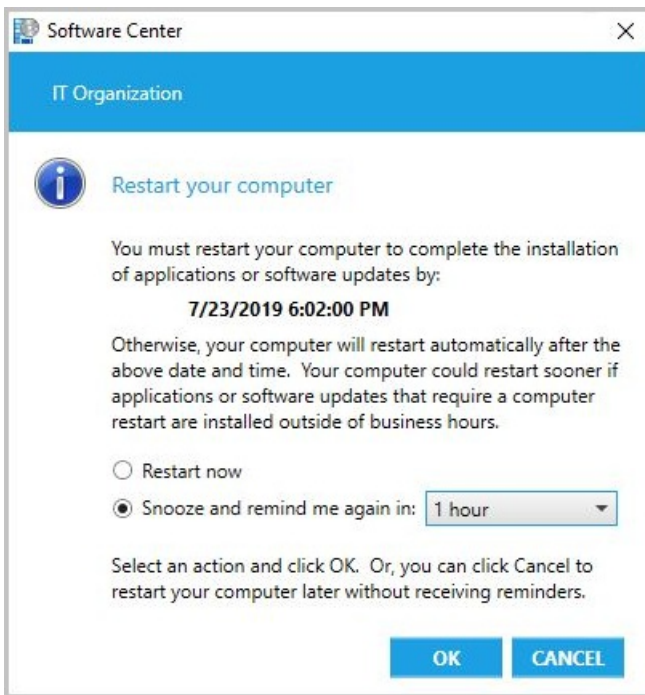 Software Center
IT Organization
Restart your computer
You must restart your computer to complete the installation
of applications or software updates by:
7/23/2019 6:02:00 PM
Otherwise, your computer will restart automatically after the
above date and time.  Your computer could restart sooner if
applications or software updates that require a computer
restart are installed outside of business hours.
Restart now
Snooze and remind me again in: 1 hour
Select an action and click OK.  Or, you can click Cancel to
restart your computer later without receiving reminders.
OK CANCEL